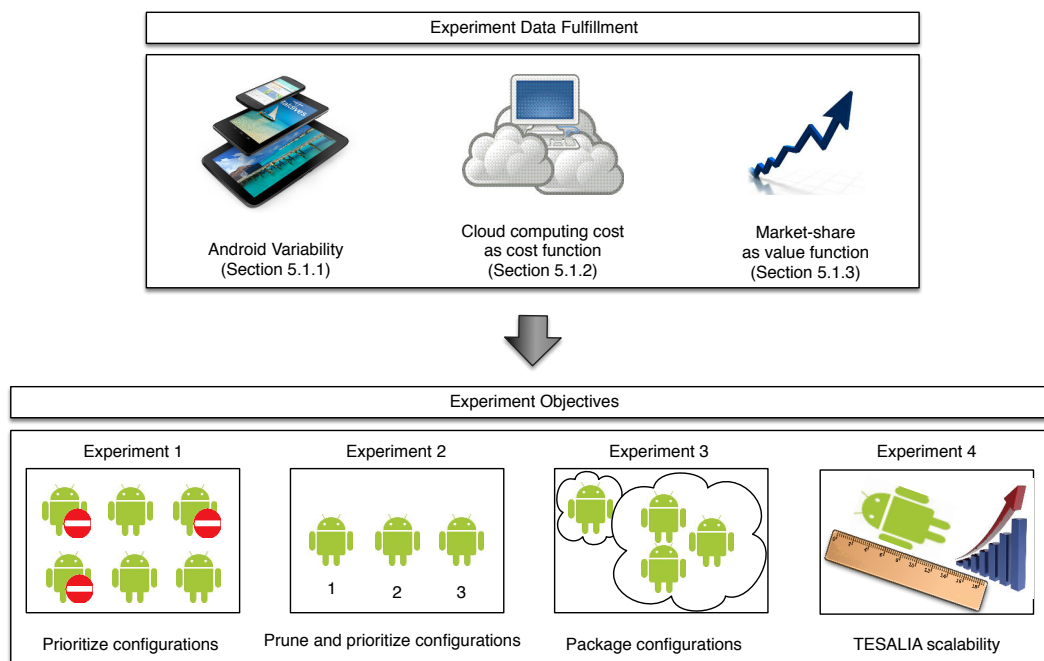 Experiment Data Fulfillment
Android Variability
(Section 5.1.1)
Cloud computing cost
as cost function
(Section 5.1.2)
Market-share
as value function
(Section 5.1.3)
Experiment Objectives
Experiment 1
Experiment 2
Experiment 3
Experiment 4
1
2
3
Prioritize configurations
Prune and prioritize configurations
Package configurations
TESALIA scalability